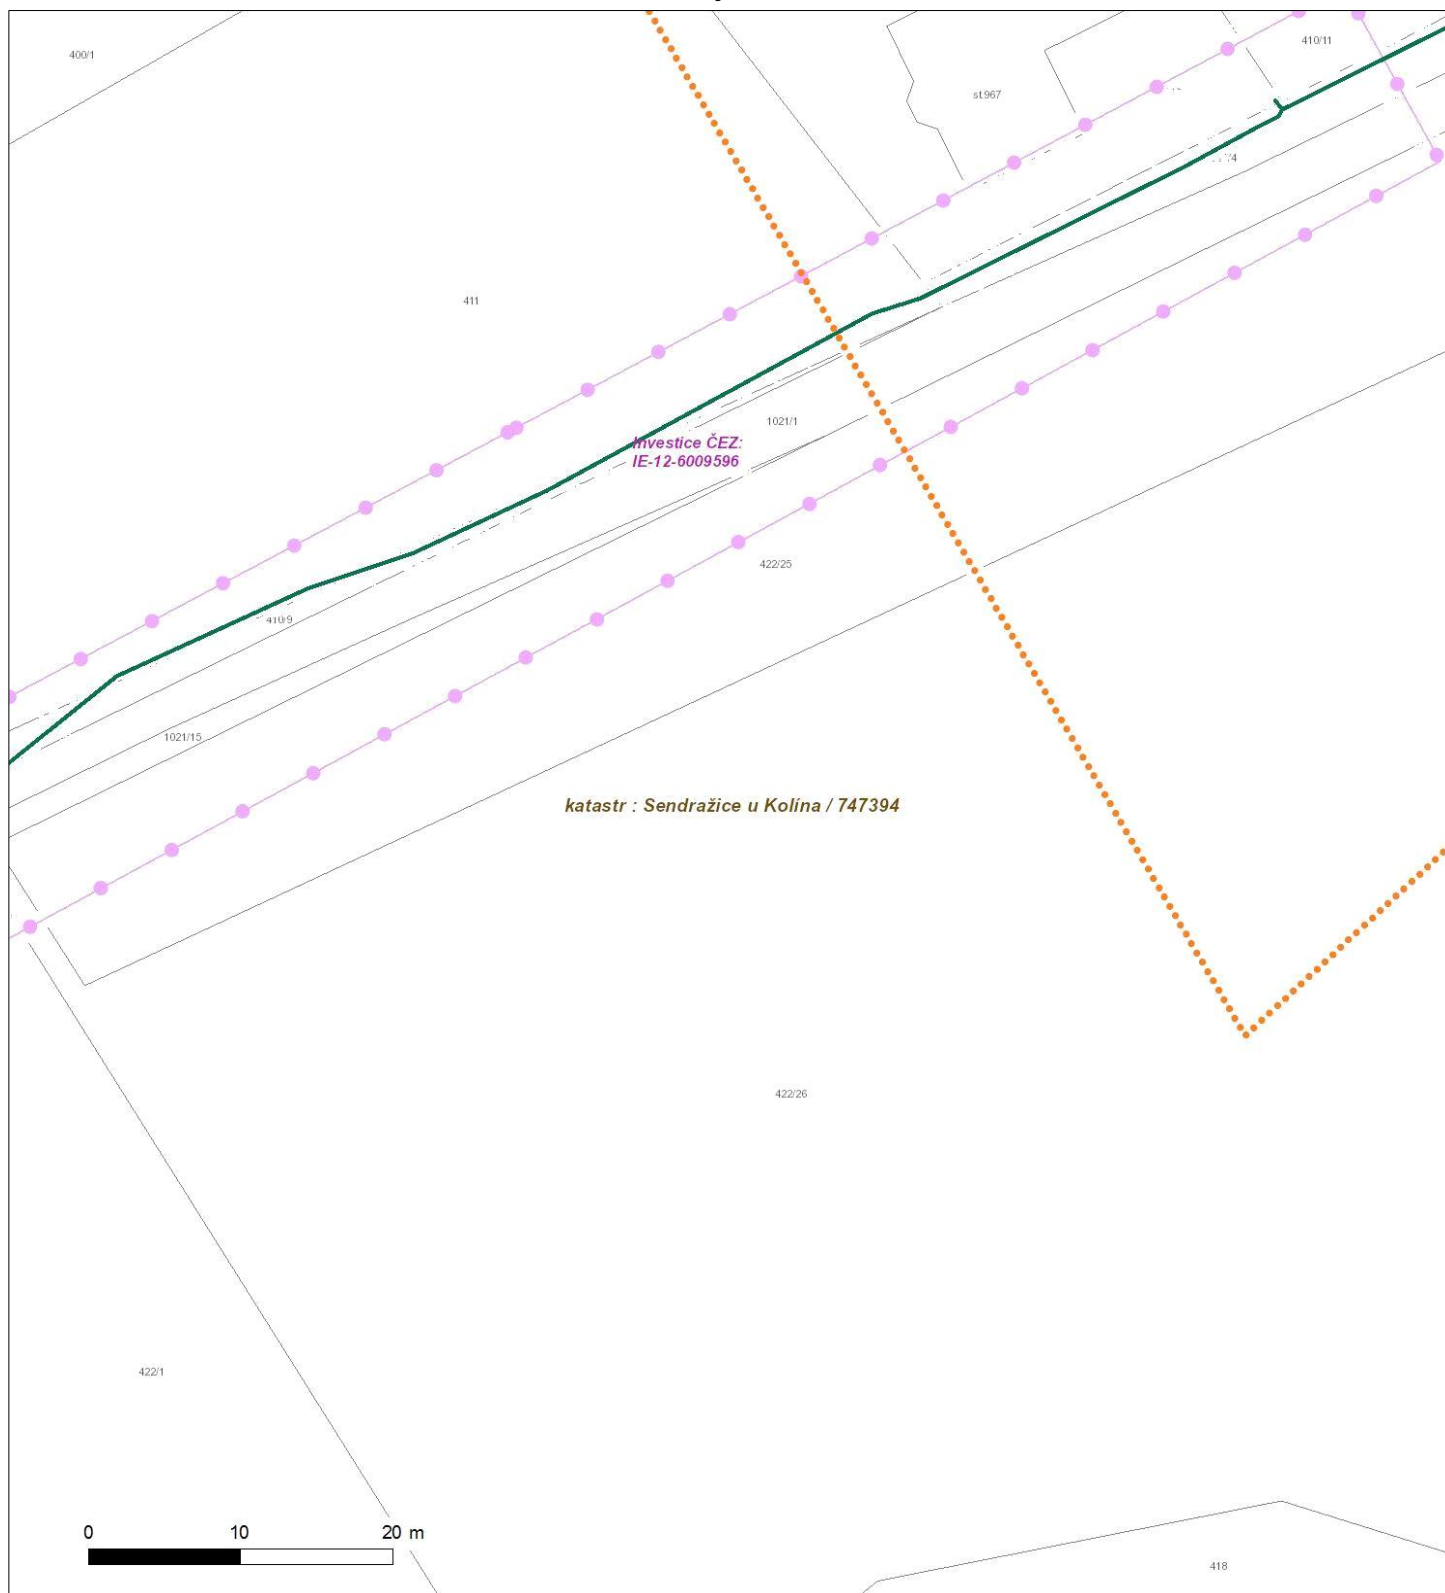 400/1
410/11
st.967
411
1021/1
Investice ČEZ:
IE-12-6009596
422/25
410/9
1021/15
katastr : Sendražice u Kolína / 747394
422/26
422/1
0 10 20 m
418